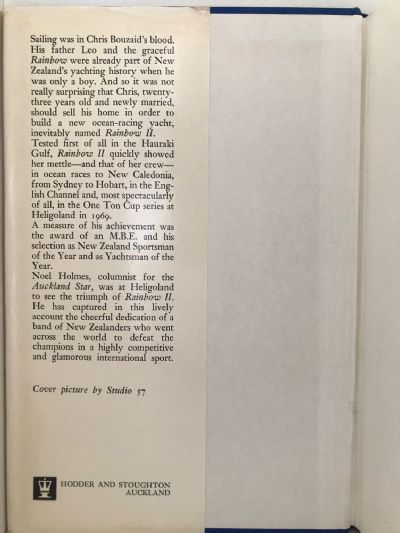 Sailing was in Chris Bouzaid's blood.
His father Leo and the graceful
Rainbow were already part of New
Zealand's yachting history when he
was only a boy. And so it was not
really surprising that Chris, twenty-
three years old and newly married,
should sell his home in order to
build a new ocean-racing yacht,
inevitably named Rainbow II.
Tested first of all in the Hauraki
Gulf, Rainbow II quickly showed
her mettle—and that of her crew—
in ocean races to New Caledonia,
from Sydney to Hobart, in the Eng-
lish Channel and, most spectacularly
of all, in the One Ton Cup series at
Heligoland in 1969.
A measure of his achievement was
the award of an M.B.E. and his
selection as New Zealand Sportsman
of the Year and as Yachtsman of the
Year.
Noel Holmes, columnist for the
Auckland Star, was at Heligoland
to see the triumph of Rainbow II.
He has captured in this lively
account the cheerful dedication of a
band of New Zealanders who went
across the world to defeat the
champions in a highly competitive
and glamorous international sport.
Cover picture by Studio 57
HODDER AND STOUGHTON
AUCKLAND